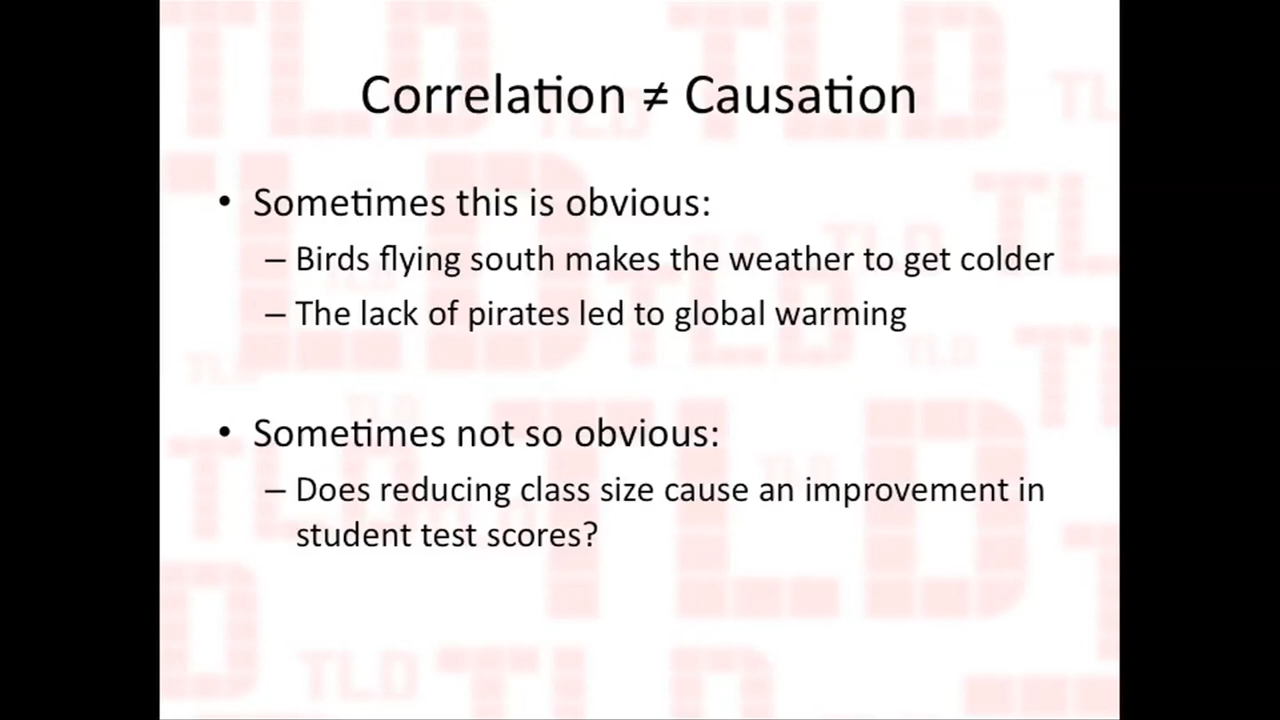 Correlation ≠ Causation
• Sometimes this is obvious:
– Birds flying south makes the weather to get colder
– The lack of pirates led to global warming
• Sometimes not so obvious:
– Does reducing class size cause an improvement in
student test scores?
TLD